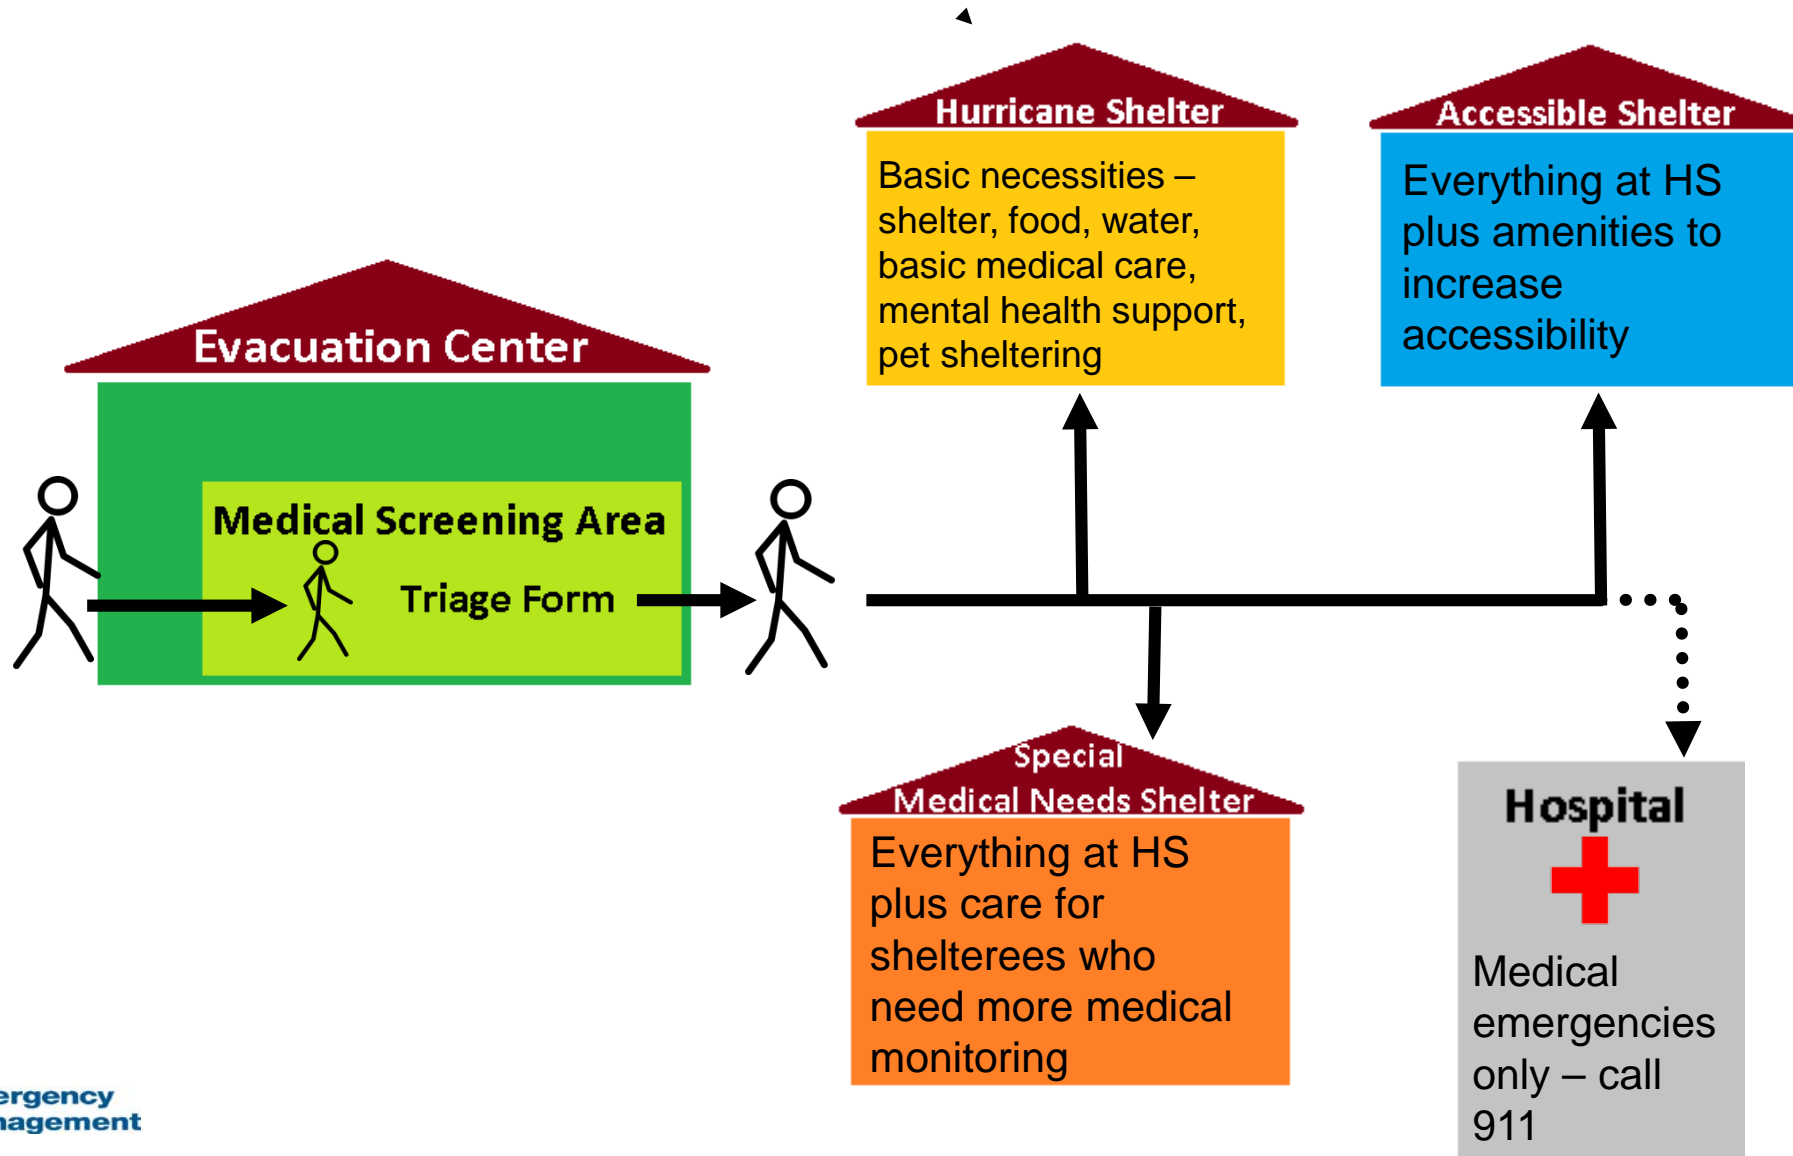 Evacuation Center
Medical Screening Area
Triage Form
Hurricane Shelter
Basic necessities –
shelter, food, water,
basic medical care,
mental health support,
pet sheltering
Accessible Shelter
Everything at HS
plus amenities to
increase
accessibility
Special
Medical Needs Shelter
Everything at HS
plus care for
shelterees who
need more medical
monitoring
Hospital
Medical
emergencies
only – call
911
ergency
nagement